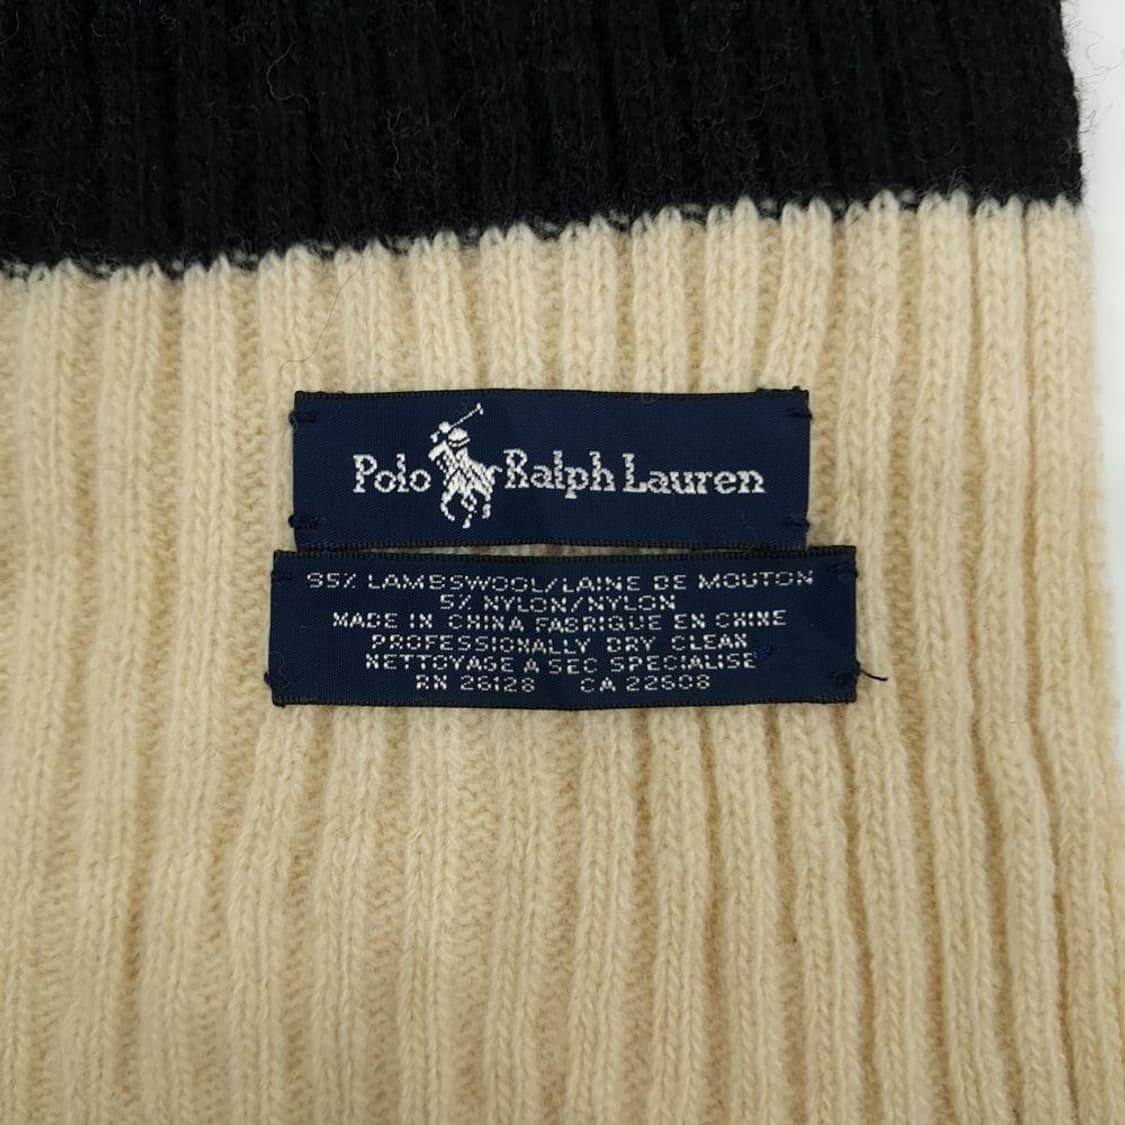 Polo Ralph Lauren
95% LAMBSWOOL/LAINE DE MOUTON
5% NYLON/NYLON
MADE IN CHINA FABRIQUE EN CHINE
PROFESSIONALLY DRY CLEAN
NETTOYAGE A SEC SPECIALISE
RN 26128 CA 22608